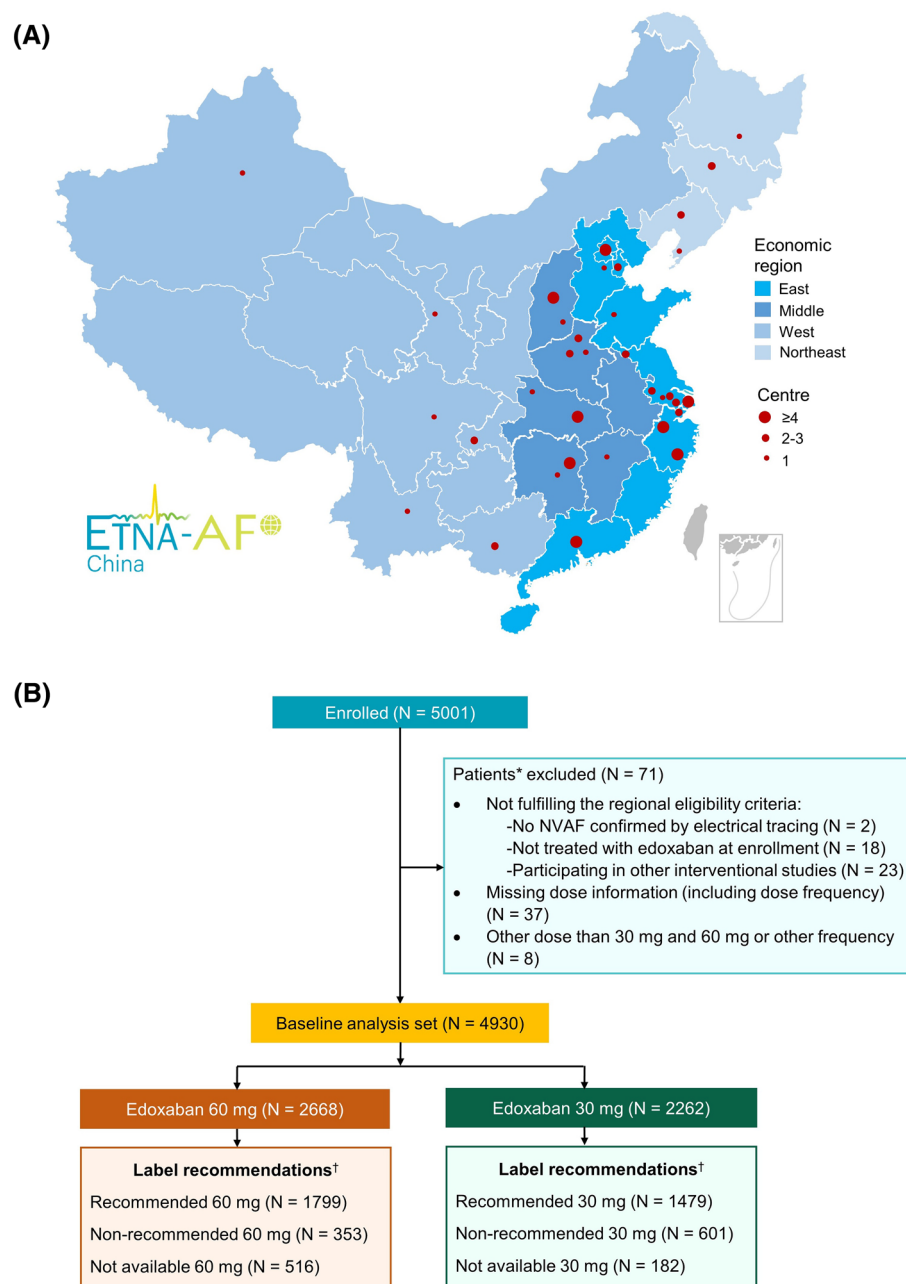 (A)
Economic
region
East
Middle
West
Northeast
Centre
≥4
2-3
1
ETNA-AF
China
(B)
Enrolled (N = 5001)
Patients* excluded (N = 71)
• Not fulfilling the regional eligibility criteria:
-No NVAF confirmed by electrical tracing (N = 2)
-Not treated with edoxaban at enrollment (N = 18)
-Participating in other interventional studies (N = 23)
• Missing dose information (including dose frequency)
(N = 37)
• Other dose than 30 mg and 60 mg or other frequency
(N = 8)
Baseline analysis set (N = 4930)
Edoxaban 60 mg (N = 2668)
Edoxaban 30 mg (N = 2262)
Label recommendations†
Recommended 60 mg (N = 1799)
Non-recommended 60 mg (N = 353)
Not available 60 mg (N = 516)
Label recommendations†
Recommended 30 mg (N = 1479)
Non-recommended 30 mg (N = 601)
Not available 30 mg (N = 182)